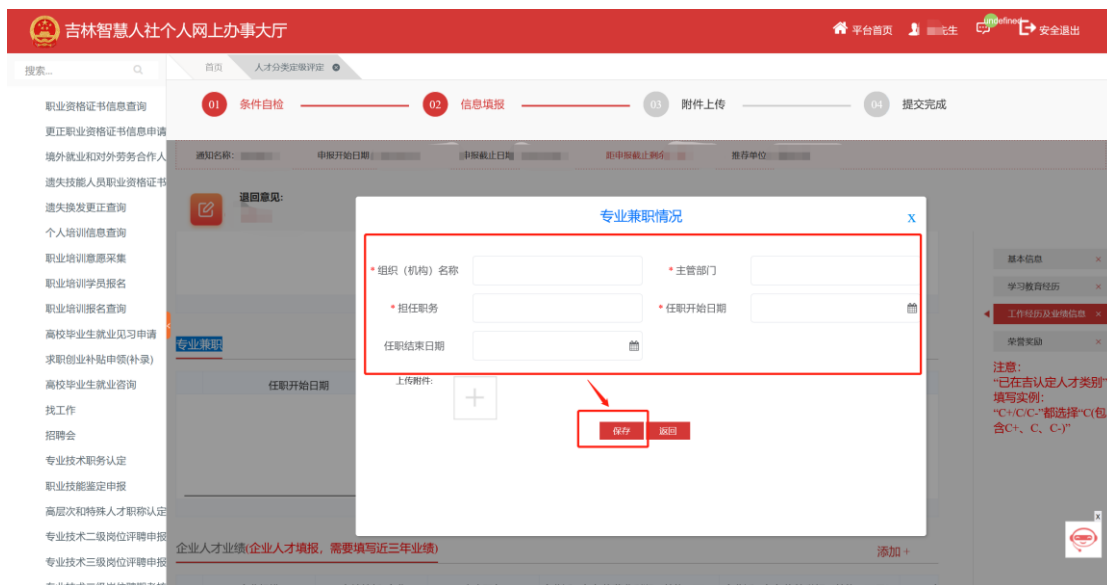 吉林智慧人社个人网上办事大厅
平台首页
先生
undefined
安全退出
搜索...
首页
人才分类定级评定
职业资格证书信息查询
更正职业资格证书信息申请
境外就业和对外劳务合作人
遗失技能人员职业资格证书
遗失换发更正查询
个人培训信息查询
职业培训意愿采集
职业培训学员报名
职业培训报名查询
高校毕业生就业见习申请
求职创业补贴申领(补录)
高校毕业生就业咨询
找工作
招聘会
专业技术职务认定
职业技能鉴定申报
高层次和特殊人才职称认定
专业技术二级岗位评聘申报
专业技术三级岗位评聘申报
01 条件自检
02 信息填报
03 附件上传
04 提交完成
通知名称:
申报开始日期:
申报截止日期
距申报截止剩余
推荐单位:
退回意见:
专业兼职情况
X
* 组织（机构）名称
* 主管部门
* 担任职务
* 任职开始日期
任职结束日期
上传附件:
保存
返回
专业兼职
任职开始日期
企业人才业绩(企业人才填报，需要填写近三年业绩)
添加 +
基本信息 ×
学习教育经历 ×
工作经历及业绩信息 ×
荣誉奖励 ×
注意:
“已在吉认定人才类别”
填写实例:
“C+/C/C-”都选择“C(包
含C+、C、C-)”
x